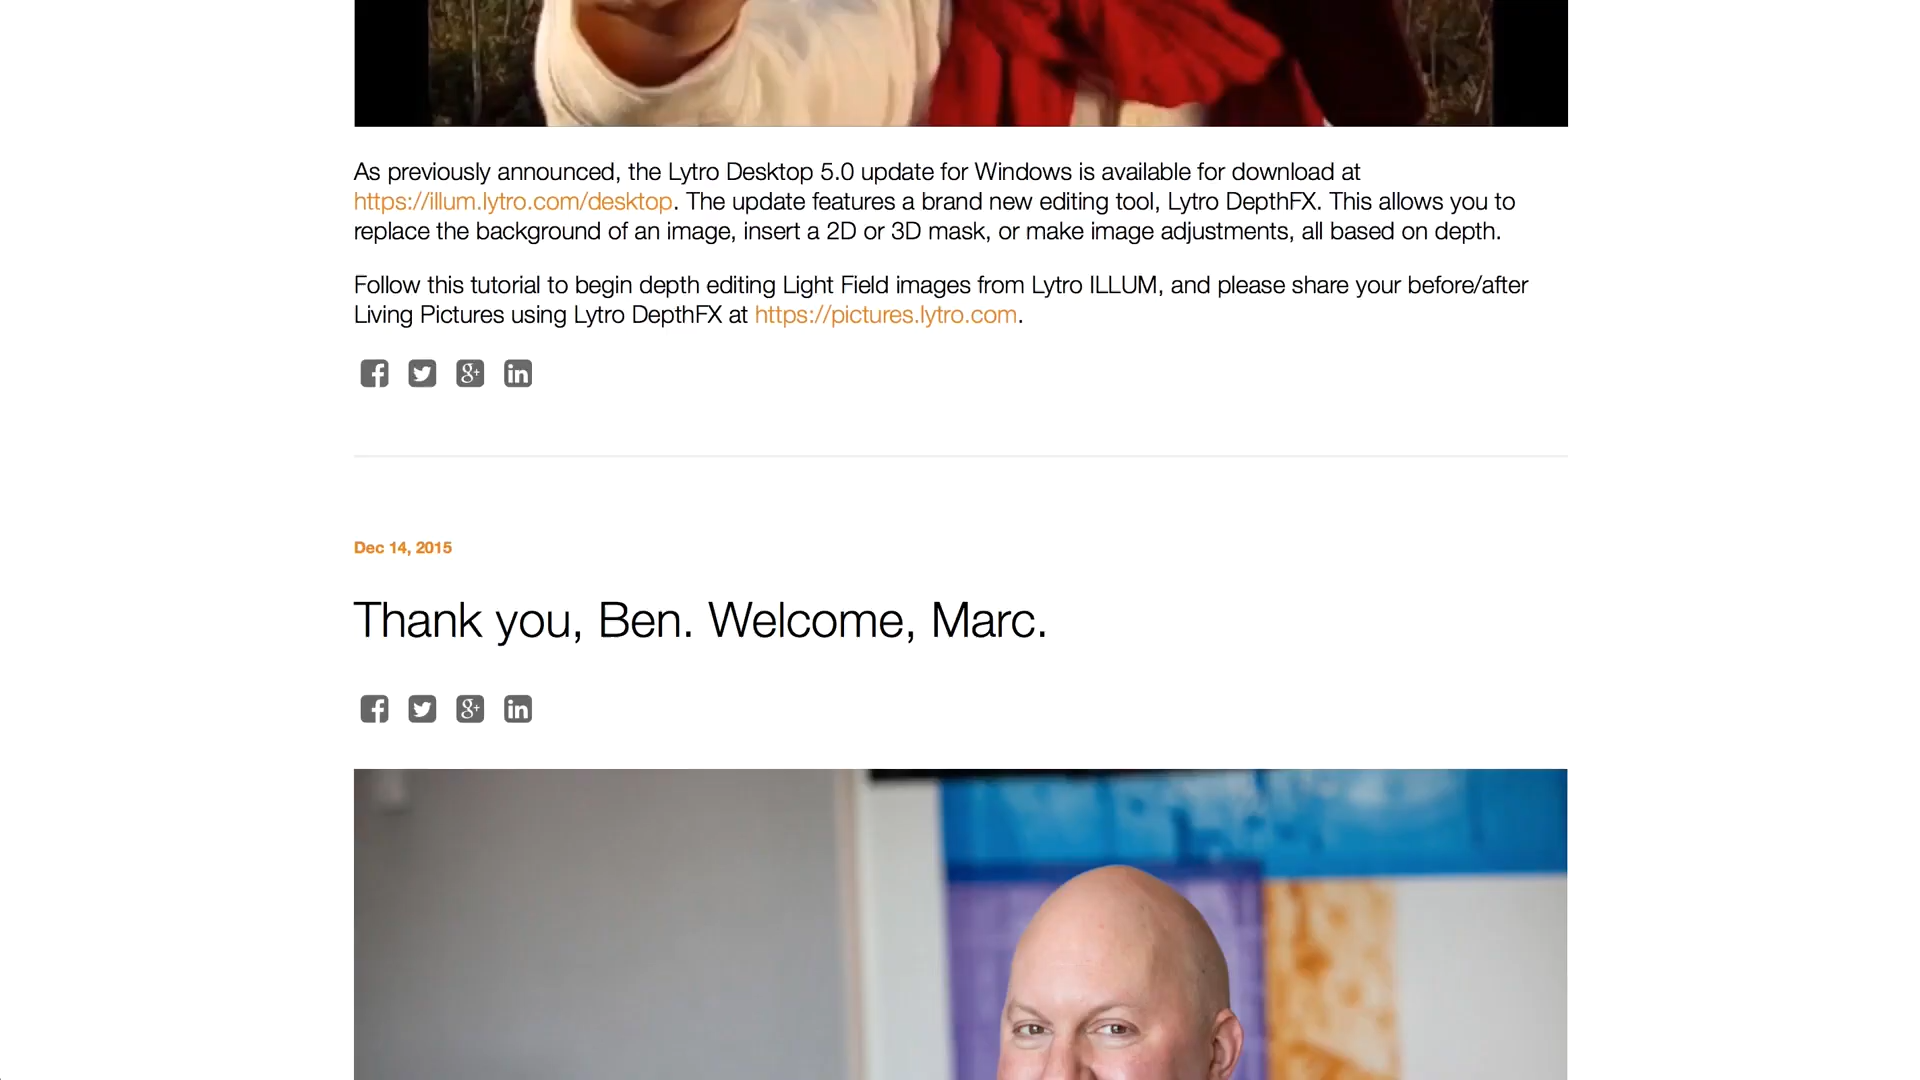 As previously announced, the Lytro Desktop 5.0 update for Windows is available for download at
https://illum.lytro.com/desktop. The update features a brand new editing tool, Lytro DepthFX. This allows you to
replace the background of an image, insert a 2D or 3D mask, or make image adjustments, all based on depth.
Follow this tutorial to begin depth editing Light Field images from Lytro ILLUM, and please share your before/after
Living Pictures using Lytro DepthFX at https://pictures.lytro.com.
Dec 14, 2015
Thank you, Ben. Welcome, Marc.